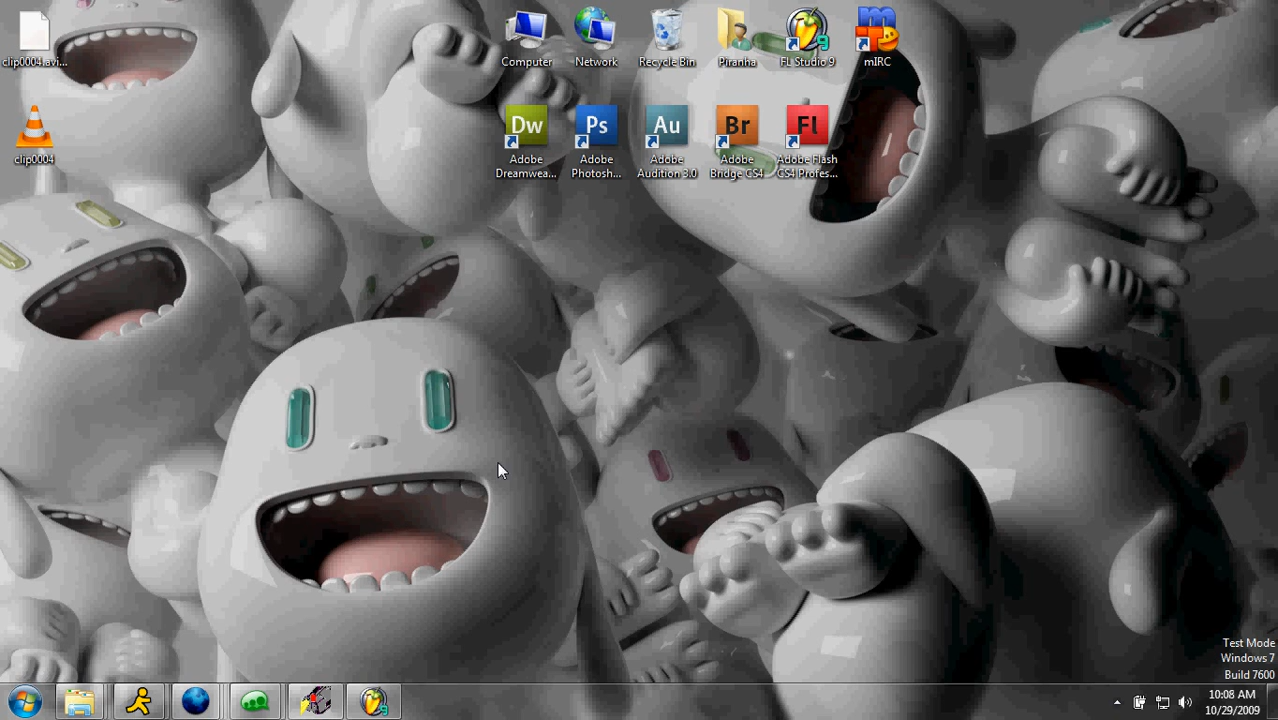 clip0004.avi...
Computer
Network
Recycle Bin
Piranha
FL Studio 9
mIRC
clip0004
Dw
Adobe
Dreamwea...
Ps
Adobe
Photosh...
Au
Adobe
Audition 3.0
Br
Adobe
Bridge CS4
Fl
Adobe Flash
CS4 Profes...
Test Mode
Windows 7
Build 7600
10:08 AM
10/29/2009